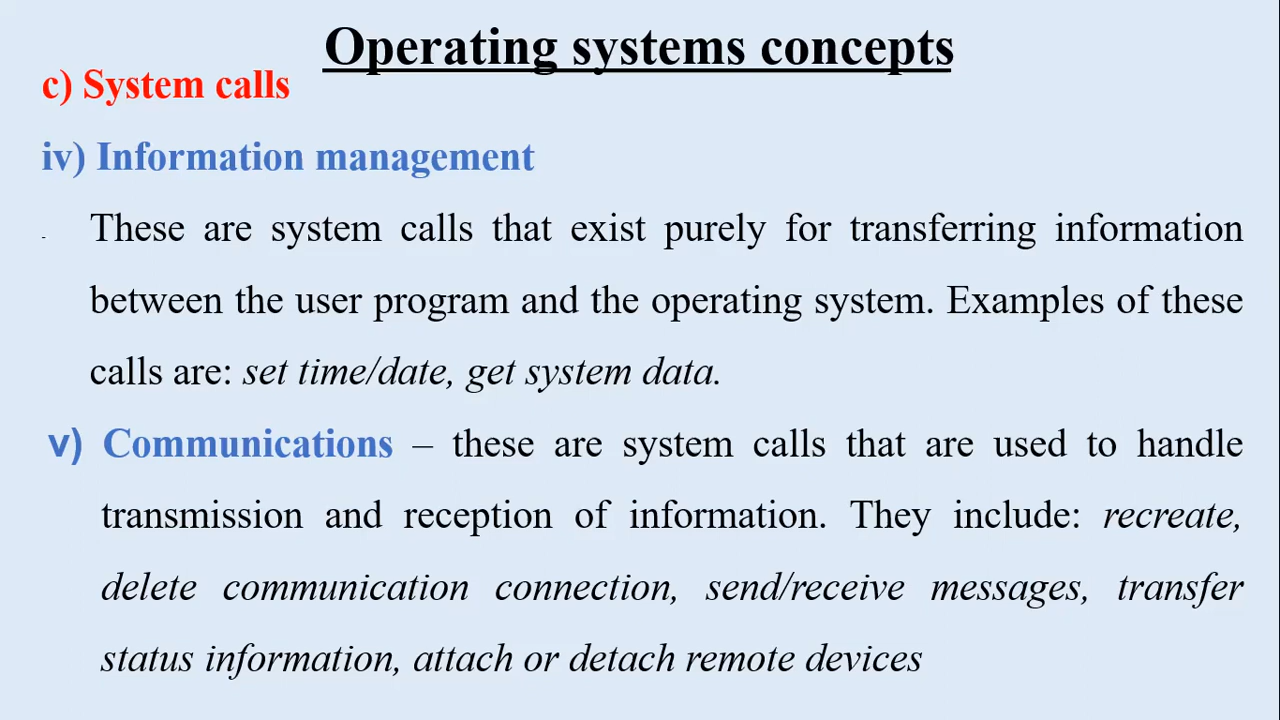 Operating systems concepts
c) System calls
iv) Information management
- These are system calls that exist purely for transferring information
between the user program and the operating system. Examples of these
calls are: set time/date, get system data.
v) Communications – these are system calls that are used to handle
transmission and reception of information. They include: recreate,
delete communication connection, send/receive messages, transfer
status information, attach or detach remote devices